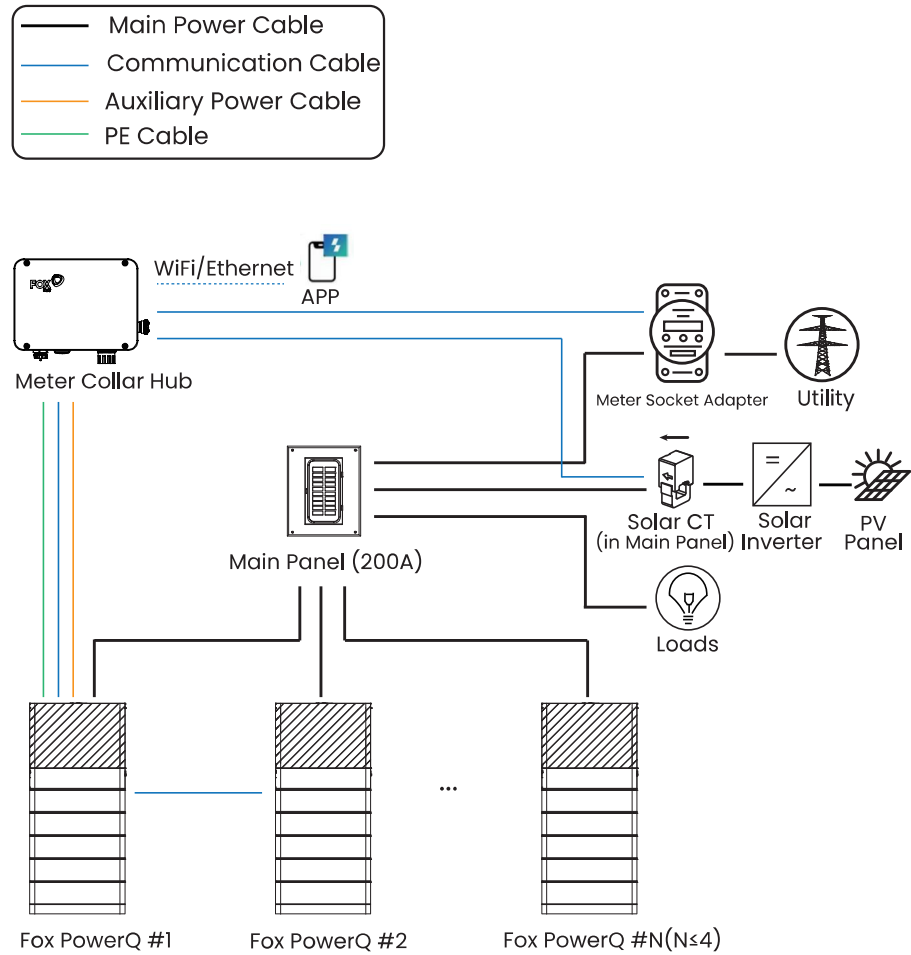 Main Power Cable
Communication Cable
Auxiliary Power Cable
PE Cable
FOX
WiFi/Ethernet
APP
Meter Collar Hub
Meter Socket Adapter
Utility
Solar CT
(in Main Panel)
Solar
Inverter
PV
Panel
Main Panel (200A)
Loads
...
Fox PowerQ #1
Fox PowerQ #2
Fox PowerQ #N(N≤4)